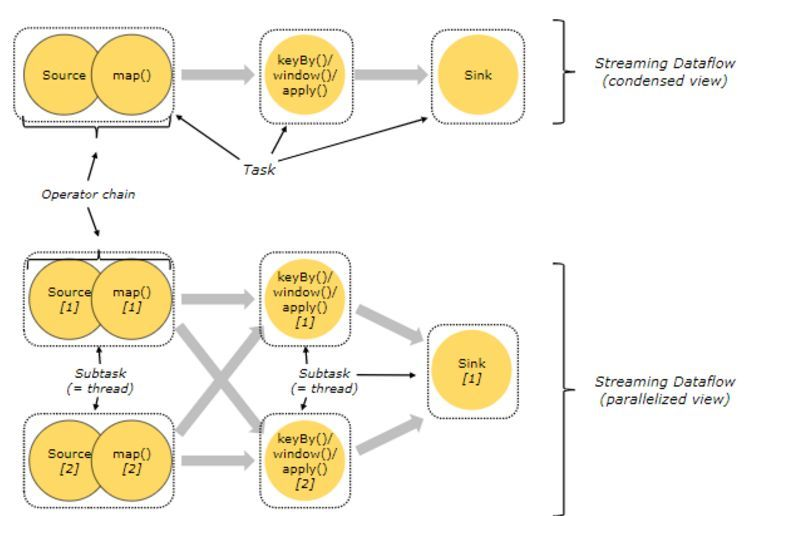 Source
map()
keyBy()/
window()/
apply()
Sink
Streaming Dataflow
(condensed view)
Task
Operator chain
Source
[1]
map()
[1]
keyBy()/
window()/
apply()
[1]
Subtask
(= thread)
Subtask
(= thread)
Sink
[1]
Streaming Dataflow
(parallelized view)
Source
[2]
map()
[2]
keyBy()/
window()/
apply()
[2]